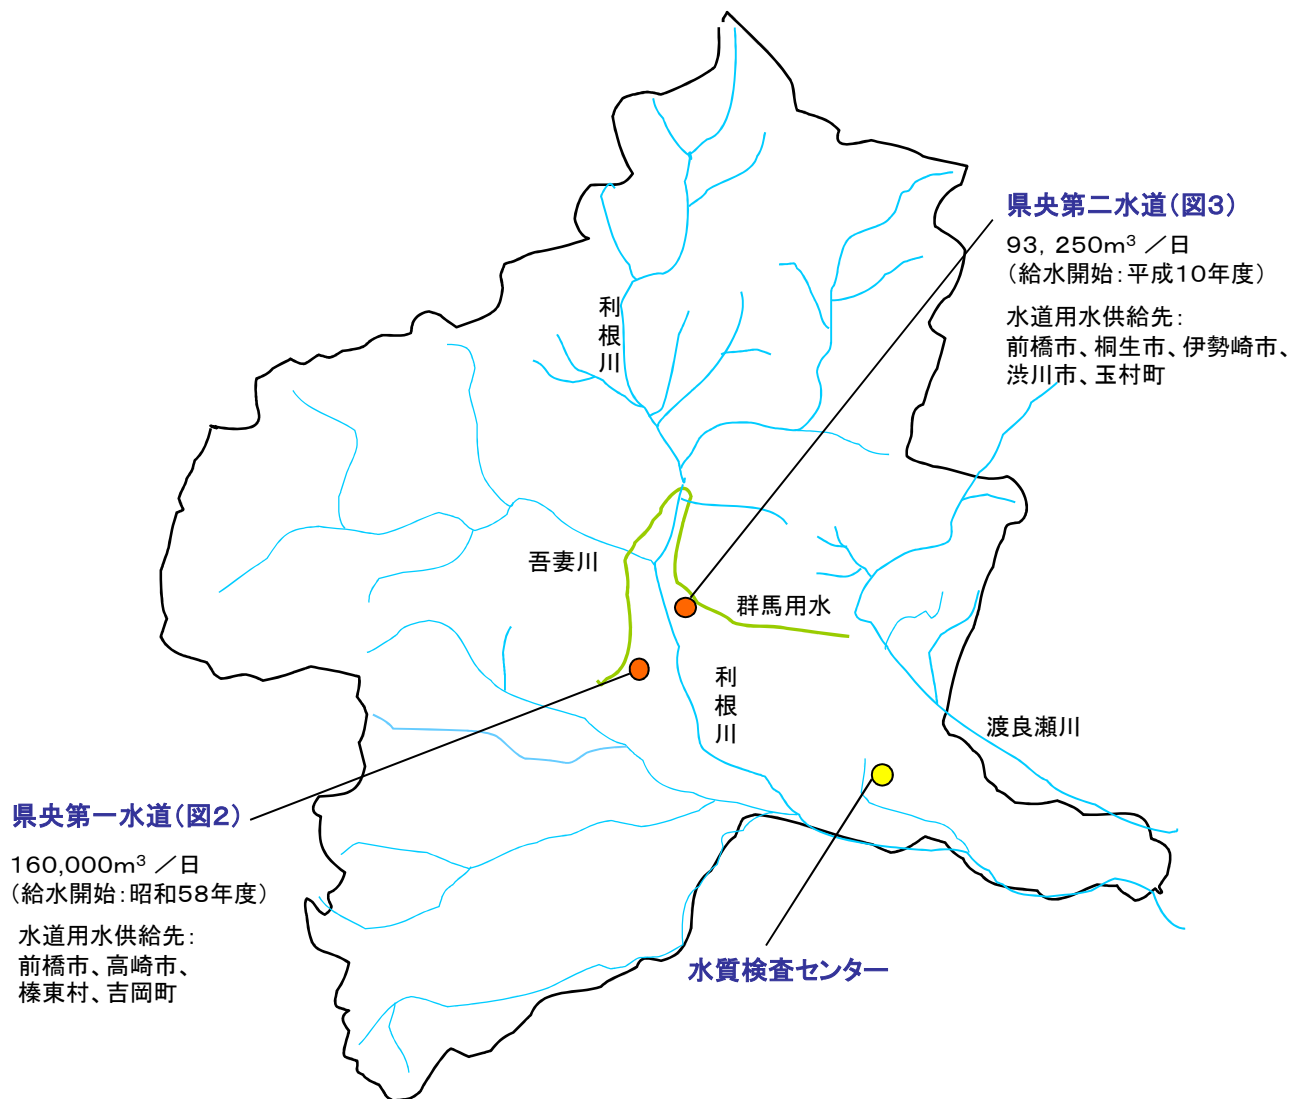 県央第二水道(図3)
93, 250m³ ／日
(給水開始:平成10年度)
水道用水供給先:
前橋市、桐生市、伊勢崎市、
渋川市、玉村町
利根川
吾妻川
群馬用水
利根川
渡良瀬川
県央第一水道(図2)
160,000m³ ／日
(給水開始:昭和58年度)
水道用水供給先:
前橋市、高崎市、
榛東村、吉岡町
水質検査センター